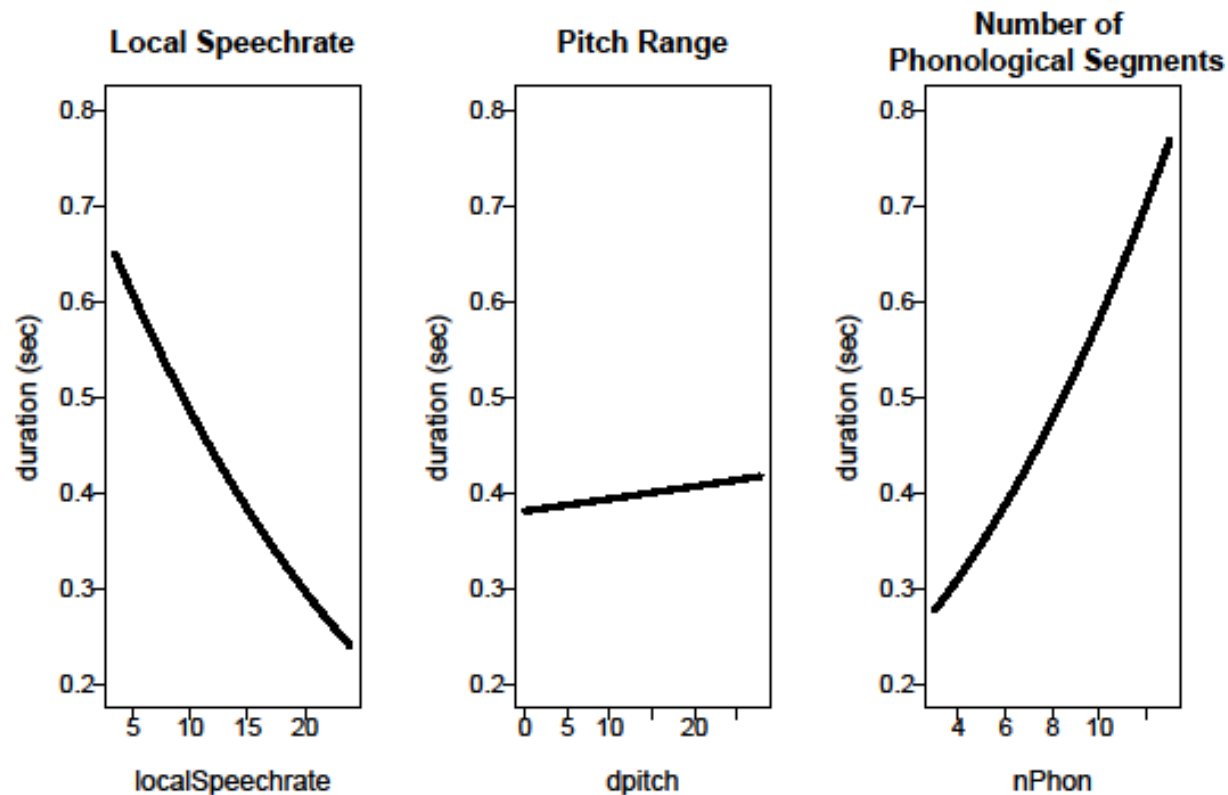 Local Speechrate
0.8
0.7
0.6
0.5
0.4
0.3
0.2
duration (sec)
5 10 15 20
localSpeechrate
Pitch Range
0.8
0.7
0.6
0.5
0.4
0.3
0.2
duration (sec)
0 5 10 20
dpitch
Number of
Phonological Segments
0.8
0.7
0.6
0.5
0.4
0.3
0.2
duration (sec)
4 6 8 10
nPhon